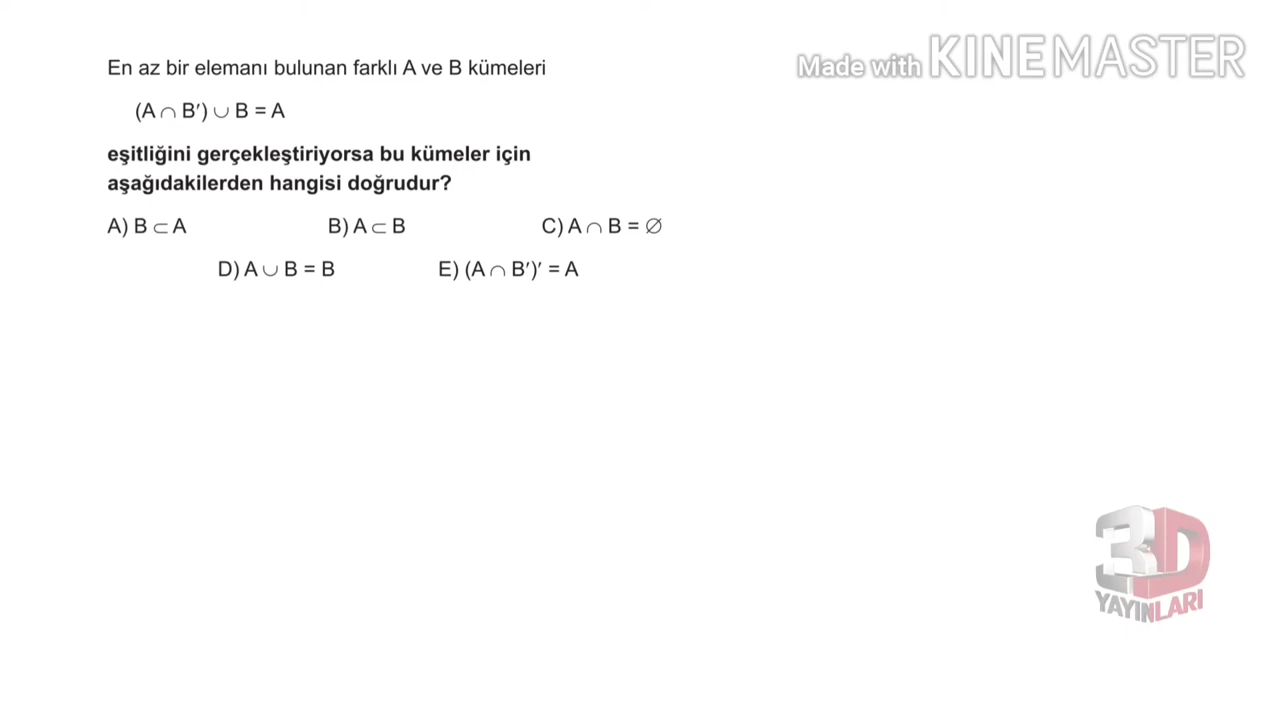 En az bir elemanı bulunan farklı A ve B kümeleri
Made with KINEMASTER
(A ∩ B′) ∪ B = A
eşitliğini gerçekleştiriyorsa bu kümeler için
aşağıdakilerden hangisi doğrudur?
A) B ⊂ A B) A ⊂ B C) A ∩ B = ∅
D) A ∪ B = B E) (A ∩ B′)′ = A
3D
YAYINLARI